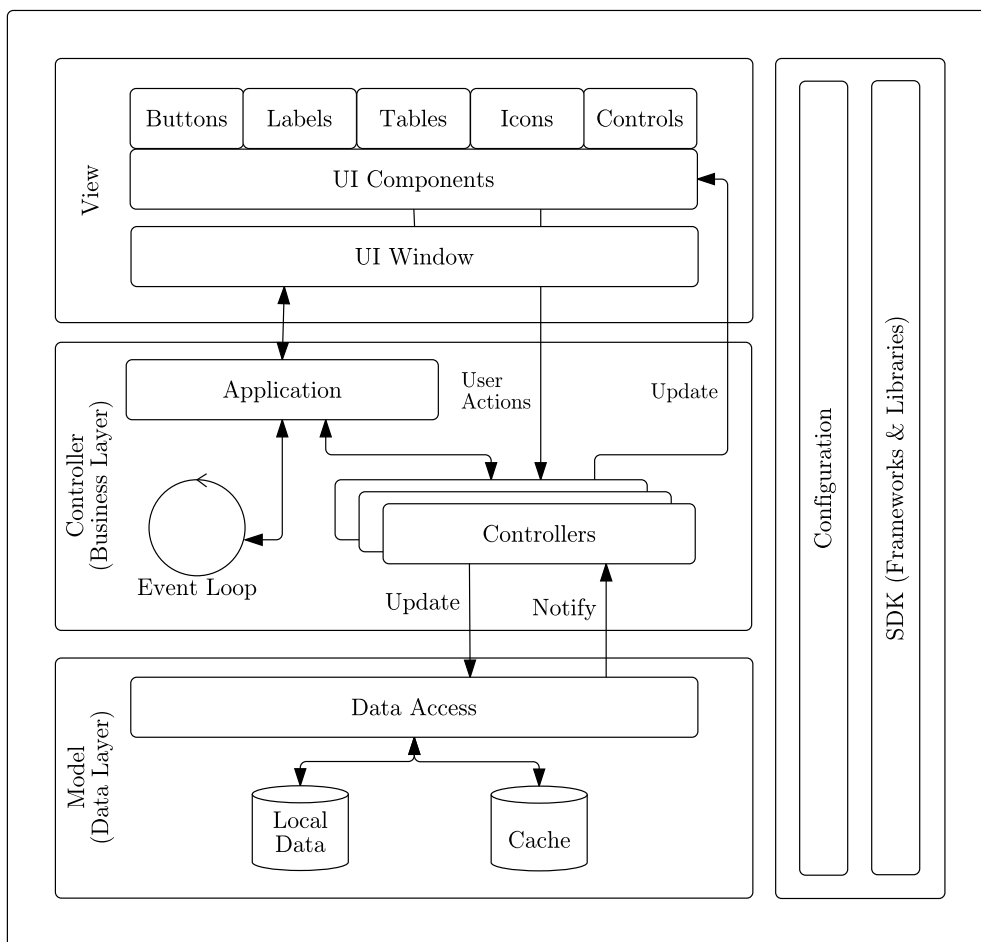 Buttons
Labels
Tables
Icons
Controls
UI Components
View
UI Window
Application
User
Actions
Update
Controller
(Business Layer)
Controllers
Event Loop
Update
Notify
Data Access
Model
(Data Layer)
Local
Data
Cache
Configuration
SDK (Frameworks & Libraries)